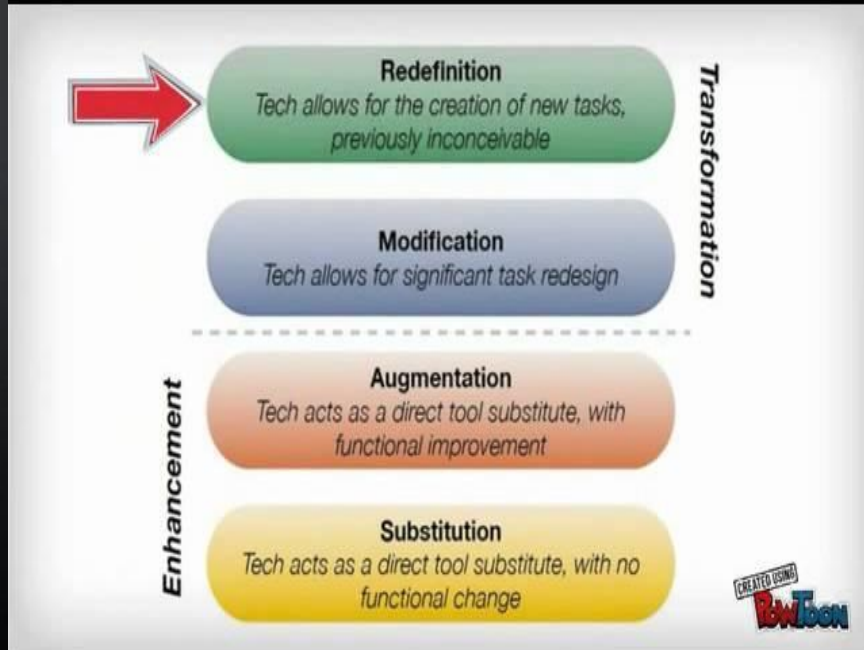 Redefinition
Tech allows for the creation of new tasks,
previously inconceivable
Modification
Tech allows for significant task redesign
Transformation
Augmentation
Tech acts as a direct tool substitute, with
functional improvement
Substitution
Tech acts as a direct tool substitute, with no
functional change
Enhancement
CREATED USING
POWTOON